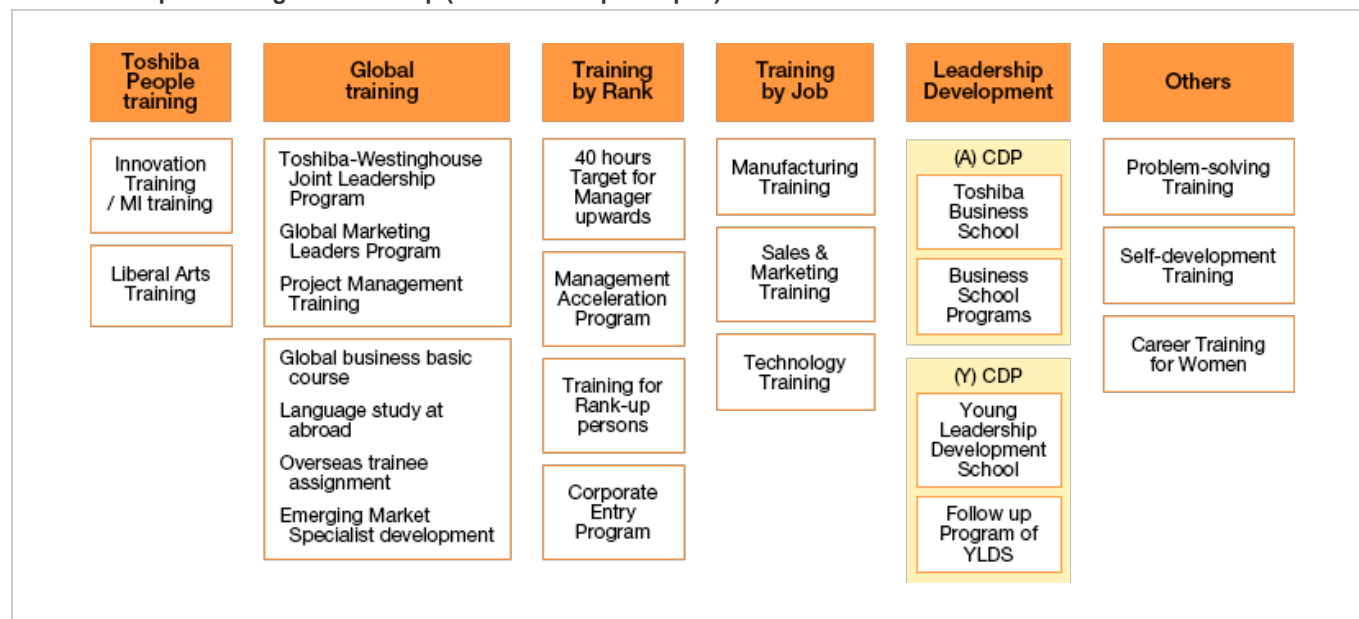 Toshiba
People
training
Innovation
Training
/ MI training
Liberal Arts
Training
Global
training
Toshiba-Westinghouse
Joint Leadership
Program
Global Marketing
Leaders Program
Project Management
Training
Global business basic
course
Language study at
abroad
Overseas trainee
assignment
Emerging Market
Specialist development
Training
by Rank
40 hours
Target for
Manager
upwards
Management
Acceleration
Program
Training for
Rank-up
persons
Corporate
Entry
Program
Training
by Job
Manufacturing
Training
Sales &
Marketing
Training
Technology
Training
Leadership
Development
(A) CDP
Toshiba
Business
School
Business
School
Programs
(Y) CDP
Young
Leadership
Development
School
Follow up
Program of
YLDS
Others
Problem-solving
Training
Self-development
Training
Career Training
for Women